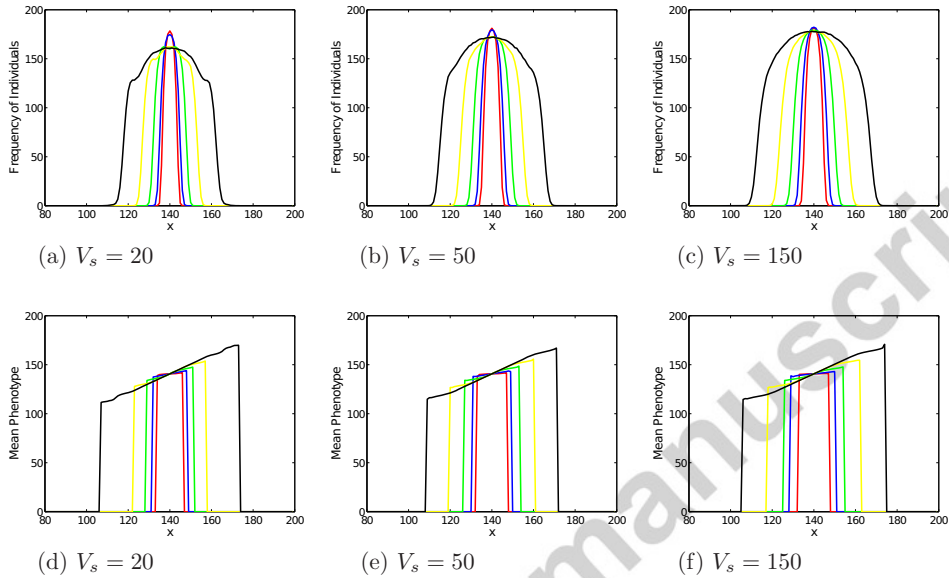 200
150
100
50
0
Frequency of Individuals
80 100 120 140 160 180 200
x
(a) V_s = 20
200
150
100
50
0
Frequency of Individuals
80 100 120 140 160 180 200
x
(b) V_s = 50
200
150
100
50
0
Frequency of Individuals
80 100 120 140 160 180 200
x
(c) V_s = 150
200
150
100
50
0
Mean Phenotype
80 100 120 140 160 180 200
x
(d) V_s = 20
200
150
100
50
0
Mean Phenotype
80 100 120 140 160 180 200
x
(e) V_s = 50
200
150
100
50
0
Mean Phenotype
80 100 120 140 160 180 200
x
(f) V_s = 150
manuscrip